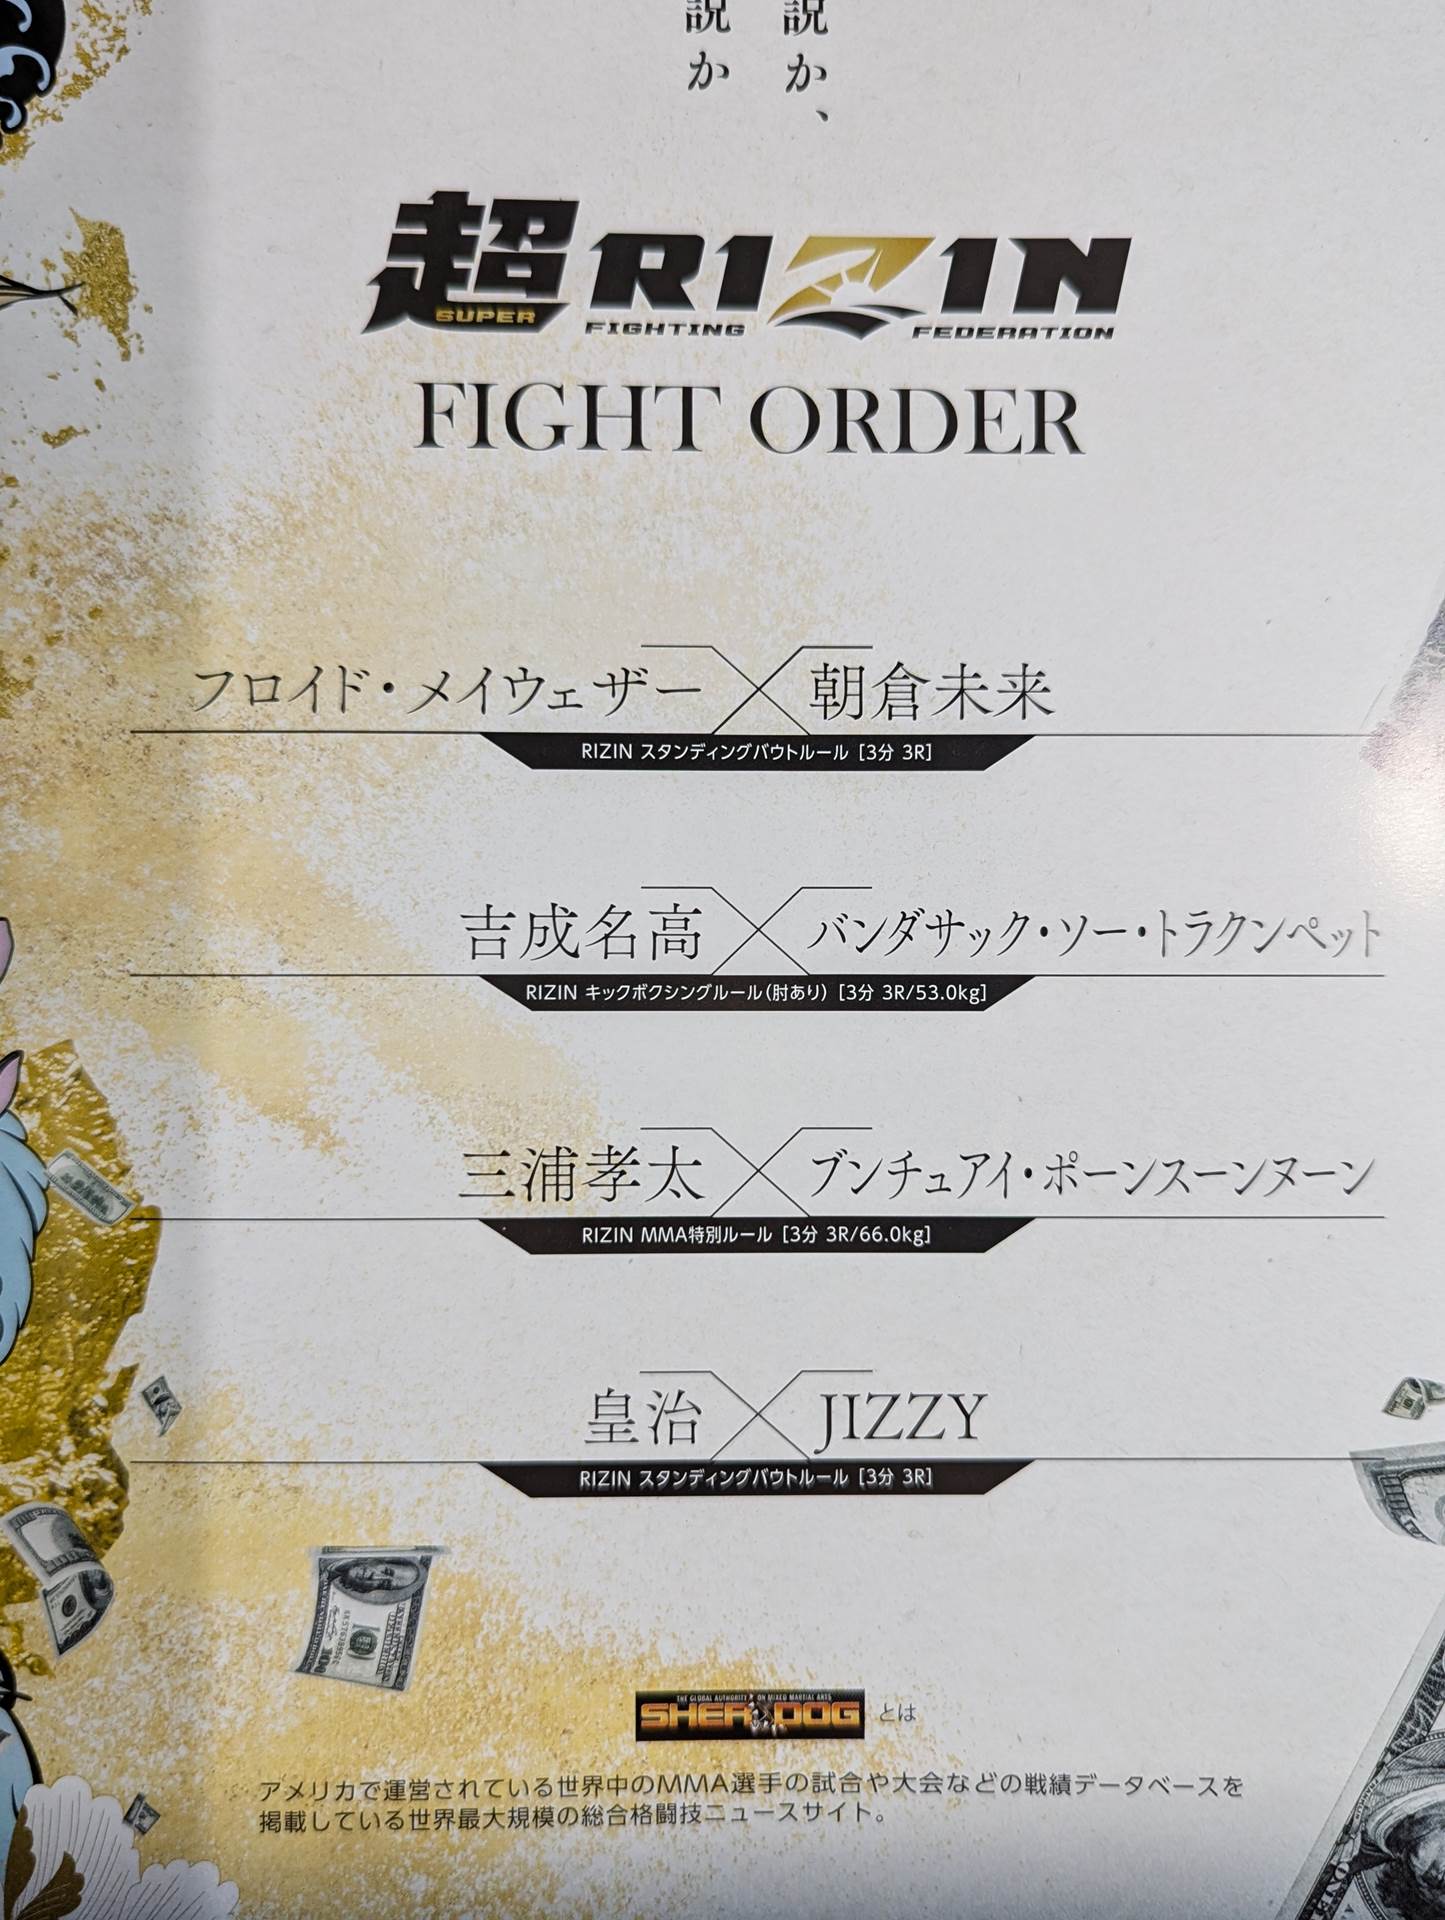 説か、
説か
超RIZIN
SUPER FIGHTING FEDERATION
FIGHT ORDER
フロイド・メイウェザー × 朝倉未来
RIZIN スタンディングバウトルール [3分 3R]
吉成名高 × バンダサック・ソー・トラクンペット
RIZIN キックボクシングルール(肘あり) [3分 3R/53.0kg]
三浦孝太 × ブンチュアイ・ポーンスーンヌーン
RIZIN MMA特別ルール [3分 3R/66.0kg]
皇治 × JIZZY
RIZIN スタンディングバウトルール [3分 3R]
THE GLOBAL AUTHORITY ON MIXED MARTIAL ARTS
SHERDOG とは
アメリカで運営されている世界中のMMA選手の試合や大会などの戦績データベースを
掲載している世界最大規模の総合格闘技ニュースサイト。